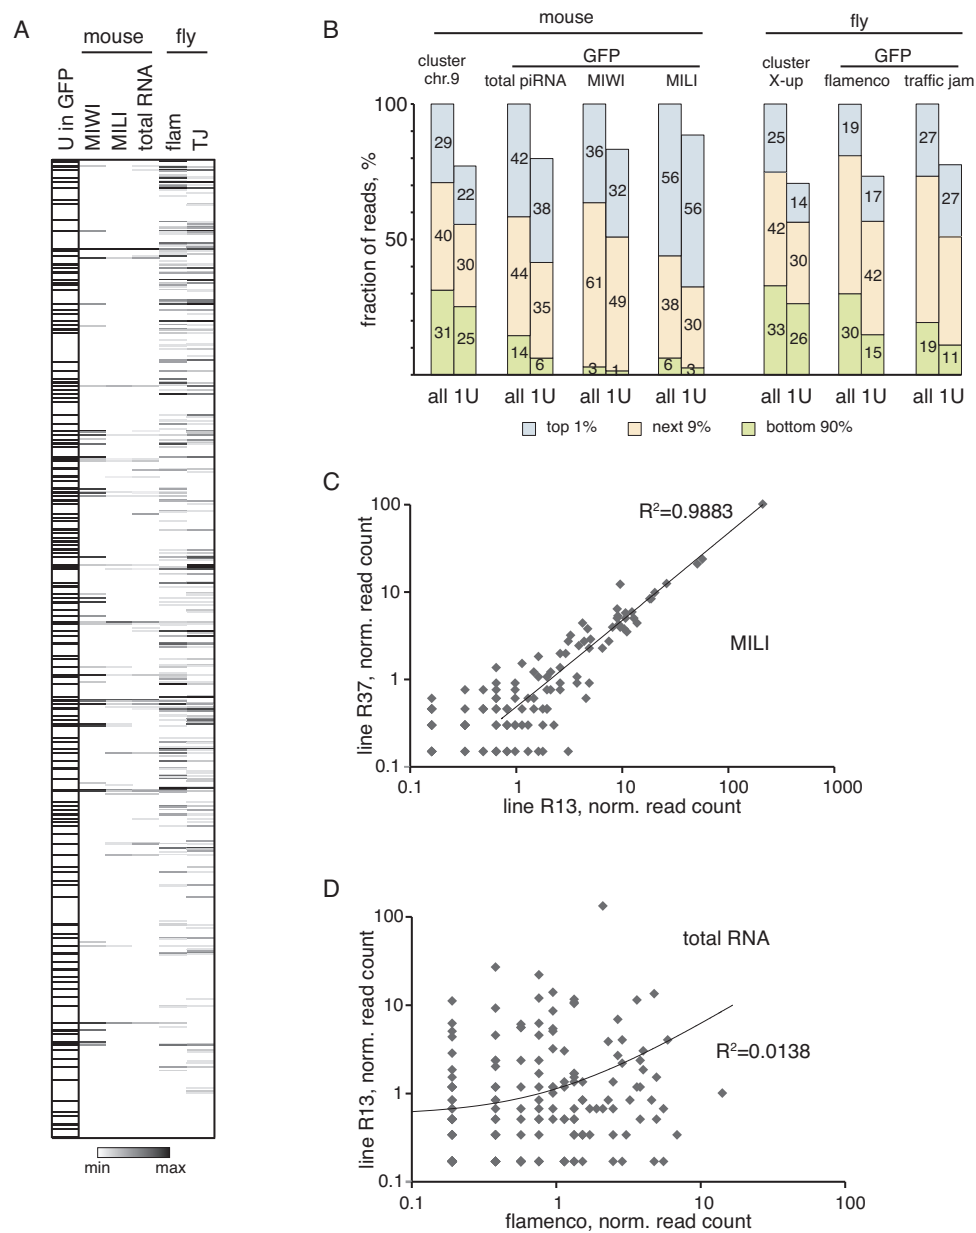 A
mouse
fly
U in GFP
MIWI
MILI
total RNA
flam
TJ
min
max
B
mouse
fly
cluster
chr.9
GFP
total piRNA
MIWI
MILI
cluster
X-up
GFP
flamenco
traffic jam
fraction of reads, %
100
50
29
40
31
22
30
25
42
44
14
38
35
6
36
61
3
32
49
1
56
38
6
56
30
3
25
42
33
14
30
26
19
30
17
42
15
27
19
27
11
all 1U
all 1U
all 1U
all 1U
all 1U
all 1U
all 1U
top 1%
next 9%
bottom 90%
C
line R37, norm. read count
100
10
1
0.1
R²=0.9883
MILI
0.1
1
10
100
1000
line R13, norm. read count
D
line R13, norm. read count
100
10
1
0.1
total RNA
R²=0.0138
0.1
1
10
100
flamenco, norm. read count